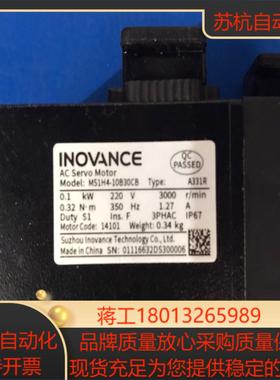 苏杭自动
QC
PASSED
INOVANCE
AC Servo Motor
Model: MS1H4-10B30CB Type: A331R
0.1 kW 220 V 3000 r/min
0.32 N·m 350 Hz 1.27 A
Duty S1 Ins. F 3PHAC IP67
Motor Code: 14101 Weight: 0.34 kg
Suzhou Inovance Technology Co., Ltd.
Made in China SN: 01116632DS300006
蒋工18013265989
自动化 品牌质量放心采购质量保
开票 现货充足为您提供稳定的